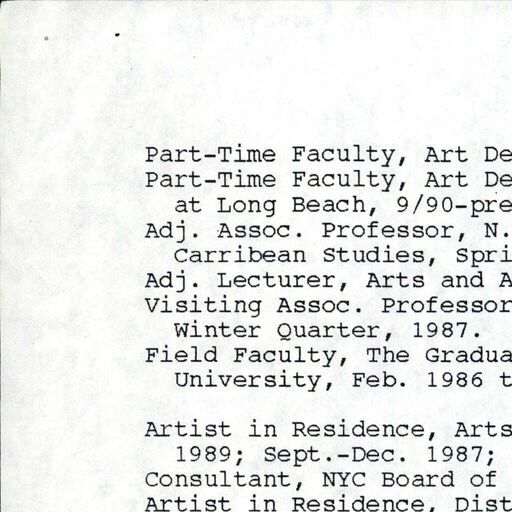 Part-Time Faculty, Art De
Part-Time Faculty, Art De
at Long Beach, 9/90-pre
Adj. Assoc. Professor, N.
Carribean Studies, Spri
Adj. Lecturer, Arts and A
Visiting Assoc. Professor
Winter Quarter, 1987.
Field Faculty, The Gradua
University, Feb. 1986 t
Artist in Residence, Arts
1989; Sept.-Dec. 1987;
Consultant, NYC Board of
Artist in Residence, Dist